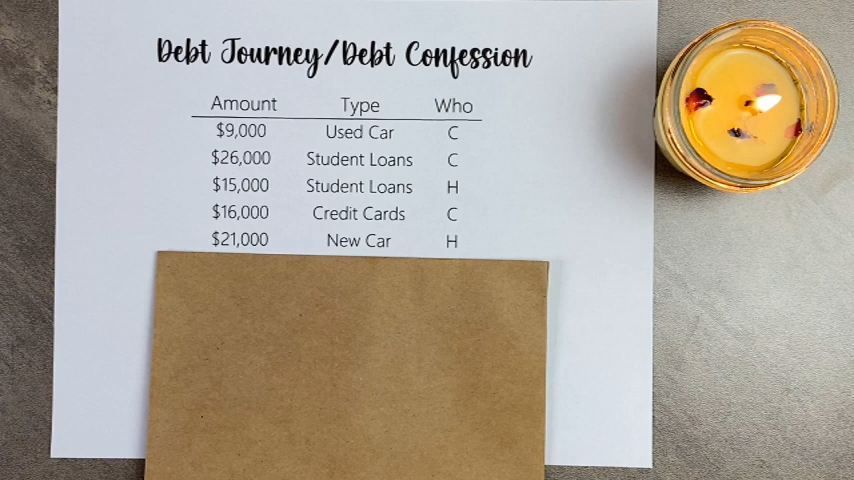 Debt Journey/Debt Confession
Amount Type Who
$9,000 Used Car C
$26,000 Student Loans C
$15,000 Student Loans H
$16,000 Credit Cards C
$21,000 New Car H